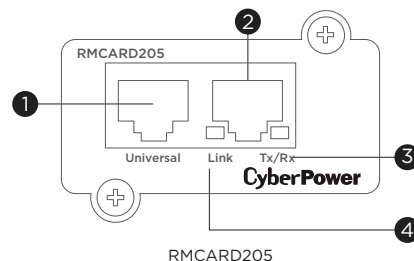 2
RMCARD205
1
Universal Link Tx/Rx
3
CyberPower
4
RMCARD205